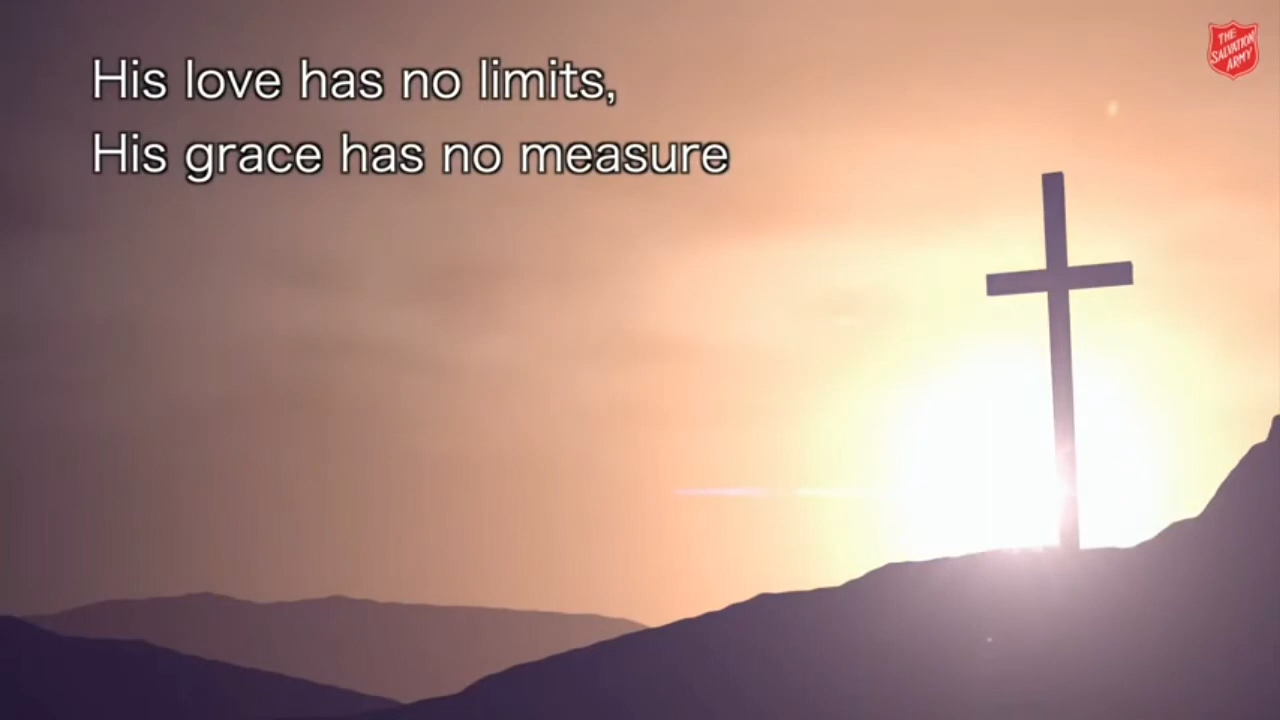 His love has no limits,
His grace has no measure
THE
SALVATION
ARMY